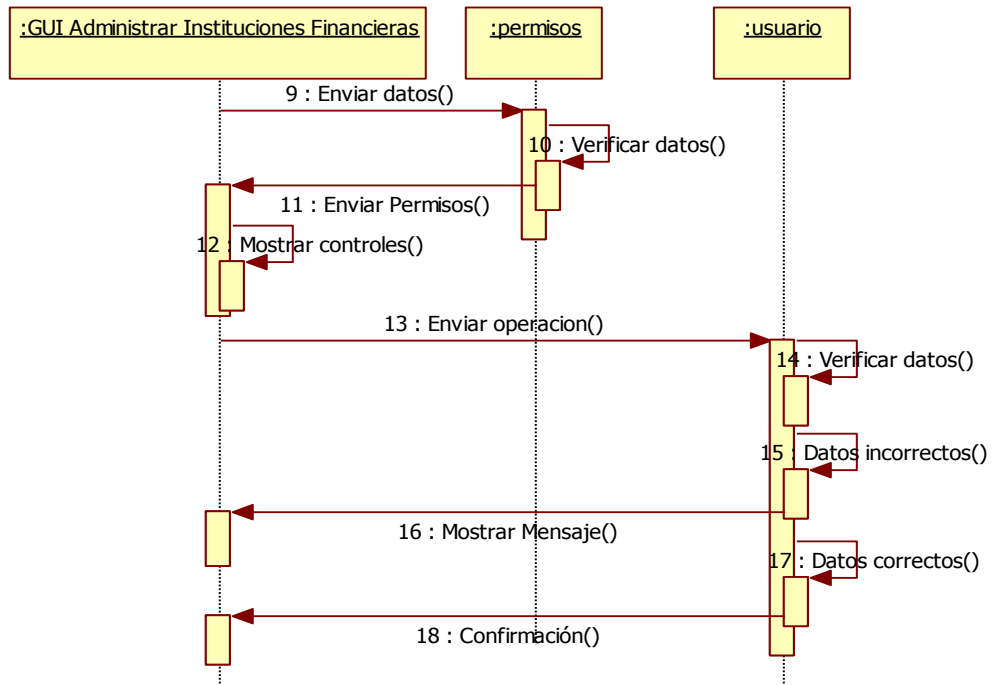 :GUI Administrar Instituciones Financieras
:permisos
:usuario
9 : Enviar datos()
10 : Verificar datos()
11 : Enviar Permisos()
12 : Mostrar controles()
13 : Enviar operacion()
14 : Verificar datos()
15 : Datos incorrectos()
16 : Mostrar Mensaje()
17 : Datos correctos()
18 : Confirmación()